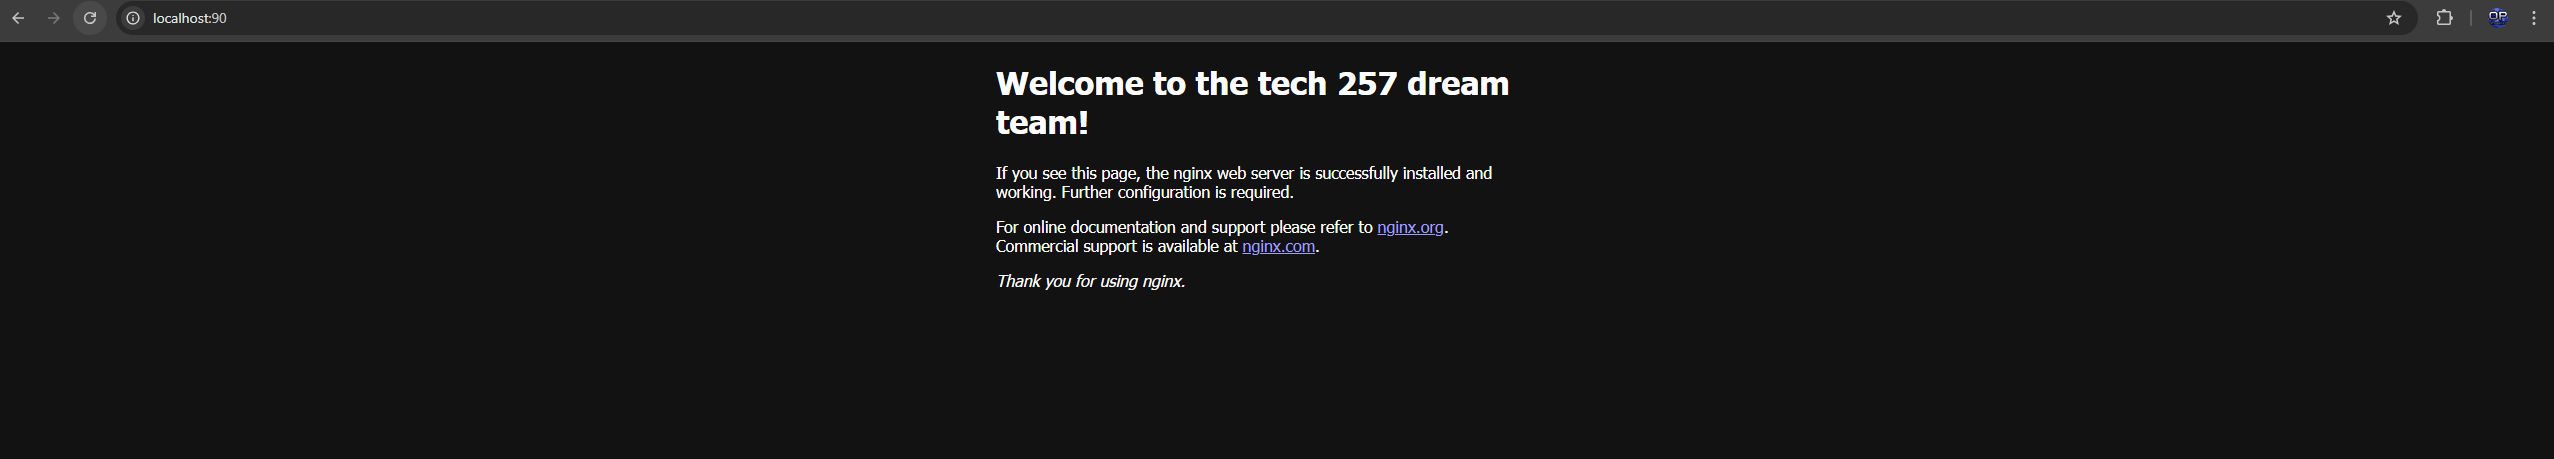 localhost:90
Welcome to the tech 257 dream
team!
If you see this page, the nginx web server is successfully installed and
working. Further configuration is required.
For online documentation and support please refer to nginx.org.
Commercial support is available at nginx.com.
Thank you for using nginx.